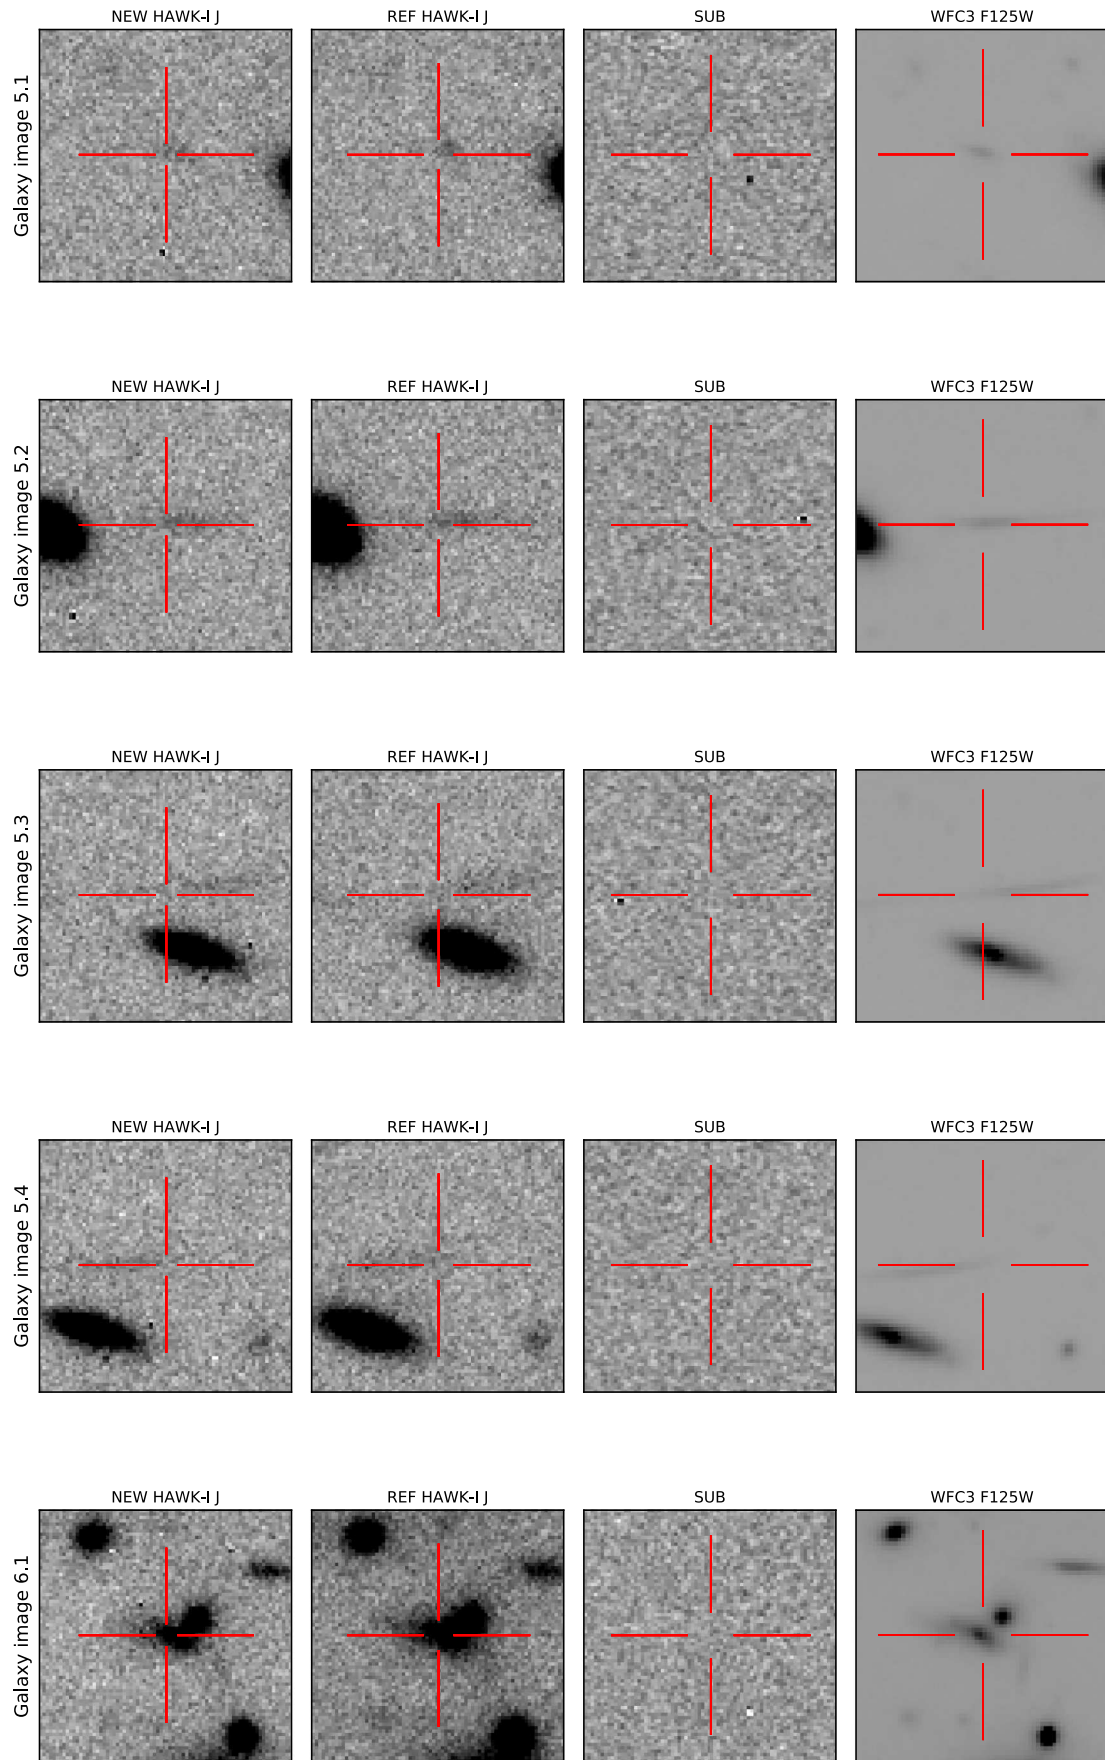 NEW HAWK-I J REF HAWK-I J SUB WFC3 F125W
Galaxy image 5.1
NEW HAWK-I J REF HAWK-I J SUB WFC3 F125W
Galaxy image 5.2
NEW HAWK-I J REF HAWK-I J SUB WFC3 F125W
Galaxy image 5.3
NEW HAWK-I J REF HAWK-I J SUB WFC3 F125W
Galaxy image 5.4
NEW HAWK-I J REF HAWK-I J SUB WFC3 F125W
Galaxy image 6.1